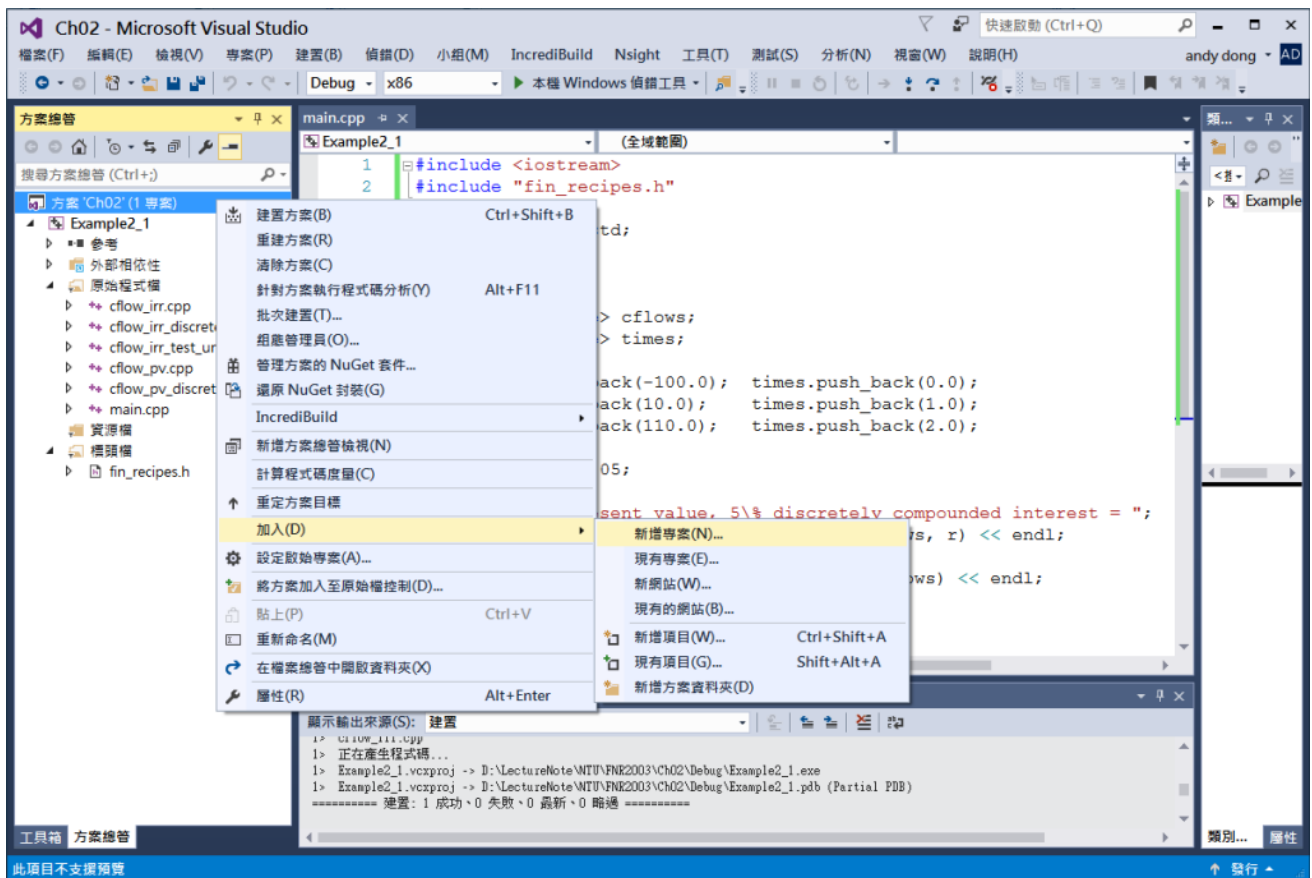 Ch02 - Microsoft Visual Studio
快速啟動 (Ctrl+Q)
檔案(F) 編輯(E) 檢視(V) 專案(P) 建置(B) 偵錯(D) 小組(M) IncrediBuild Nsight 工具(T) 測試(S) 分析(N) 視窗(W) 說明(H) andy dong AD
Debug x86 本機 Windows 偵錯工具
方案總管
搜尋方案總管 (Ctrl+;)
方案 'Ch02' (1 專案)
Example2_1
參考
外部相依性
原始程式檔
cflow_irr.cpp
cflow_irr_discret
cflow_irr_test_ur
cflow_pv.cpp
cflow_pv_discret
main.cpp
資源檔
標頭檔
fin_recipes.h
main.cpp
Example2_1 (全域範圍)
1 #include <iostream>
2 #include "fin_recipes.h"
td;
> cflows;
> times;
ack(-100.0); times.push_back(0.0);
ack(10.0); times.push_back(1.0);
ack(110.0); times.push_back(2.0);
05;
sent value, 5\% discretely compounded interest = ";
s, r) << endl;
ows) << endl;
建置方案(B) Ctrl+Shift+B
重建方案(R)
清除方案(C)
針對方案執行程式碼分析(Y) Alt+F11
批次建置(T)...
組態管理員(O)...
管理方案的 NuGet 套件...
還原 NuGet 封裝(G)
IncrediBuild
新增方案總管檢視(N)
計算程式碼度量(C)
重定方案目標
加入(D)
設定啟始專案(A)...
將方案加入至原始檔控制(D)...
貼上(P) Ctrl+V
重新命名(M)
在檔案總管中開啟資料夾(X)
屬性(R) Alt+Enter
新增專案(N)...
現有專案(E)...
新網站(W)...
現有的網站(B)...
新增項目(W)... Ctrl+Shift+A
現有項目(G)... Shift+Alt+A
新增方案資料夾(D)
類...
Example
顯示輸出來源(S): 建置
1> cflow_irr.cpp
1> 正在產生程式碼...
1> Example2_1.vcxproj -> D:\LectureNote\NTU\FNR2003\Ch02\Debug\Example2_1.exe
1> Example2_1.vcxproj -> D:\LectureNote\NTU\FNR2003\Ch02\Debug\Example2_1.pdb (Partial PDB)
========== 建置: 1 成功、0 失敗、0 最新、0 略過 ==========
工具箱 方案總管
類別... 屬性
此項目不支援預覽
發行